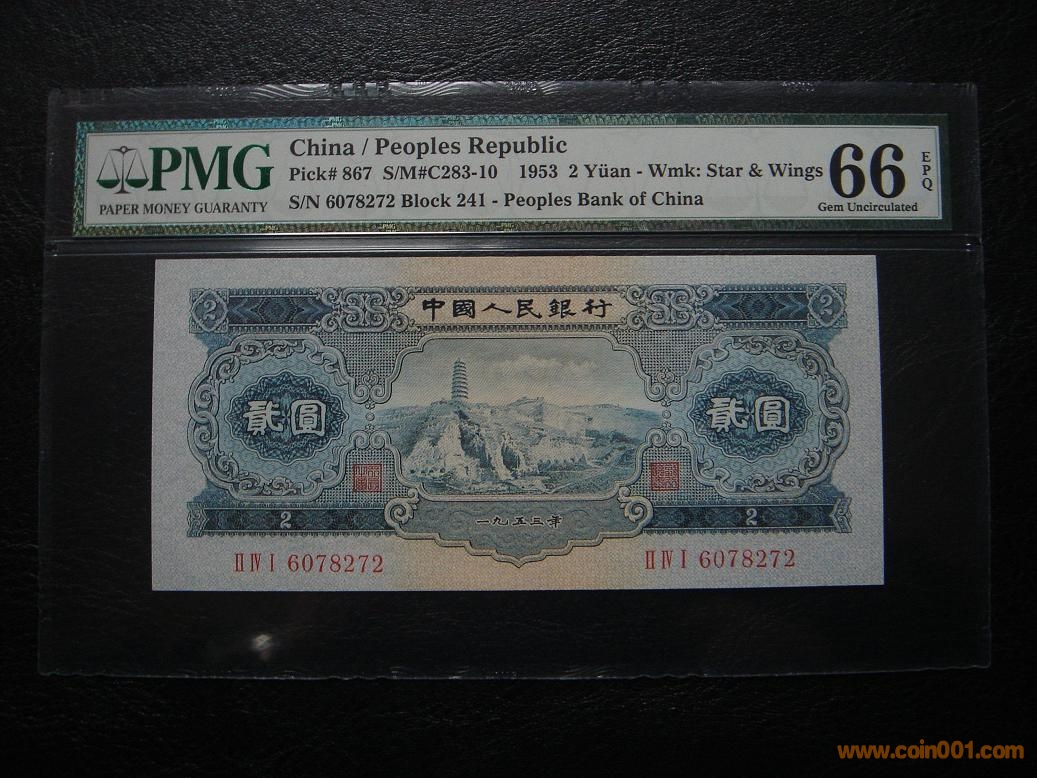 China / Peoples Republic
PMG
PAPER MONEY GUARANTY
Pick# 867 S/M#C283-10 1953 2 Yüan - Wmk: Star & Wings
S/N 6078272 Block 241 - Peoples Bank of China
66
EPQ
Gem Uncirculated
2 中國人民銀行 2
貳圓 貳圓
2 一九五三年 2
II IV I 6078272 II IV I 6078272
www.coin001.com